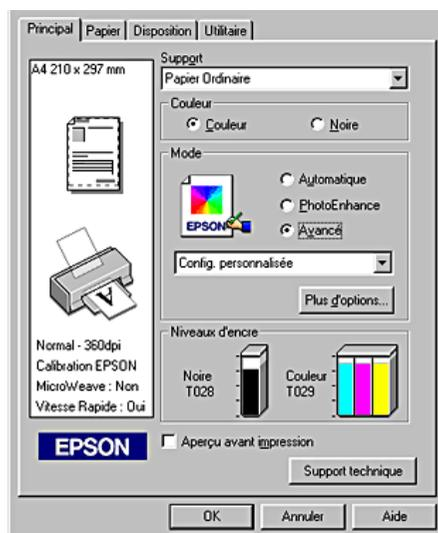 Principal Papier Disposition Utilitaire
A4 210 x 297 mm
Support
Papier Ordinaire
Couleur
Couleur Noire
Mode
Automatique
PhotoEnhance
Avancé
EPSON
Config. personnalisée
Plus d'options...
A
Normal - 360dpi
Calibration EPSON
MicroWeave : Non
Vitesse Rapide : Oui
Niveaux d'encre
Noire
T028
Couleur
T029
EPSON
Aperçu avant impression
Support technique
OK Annuler Aide